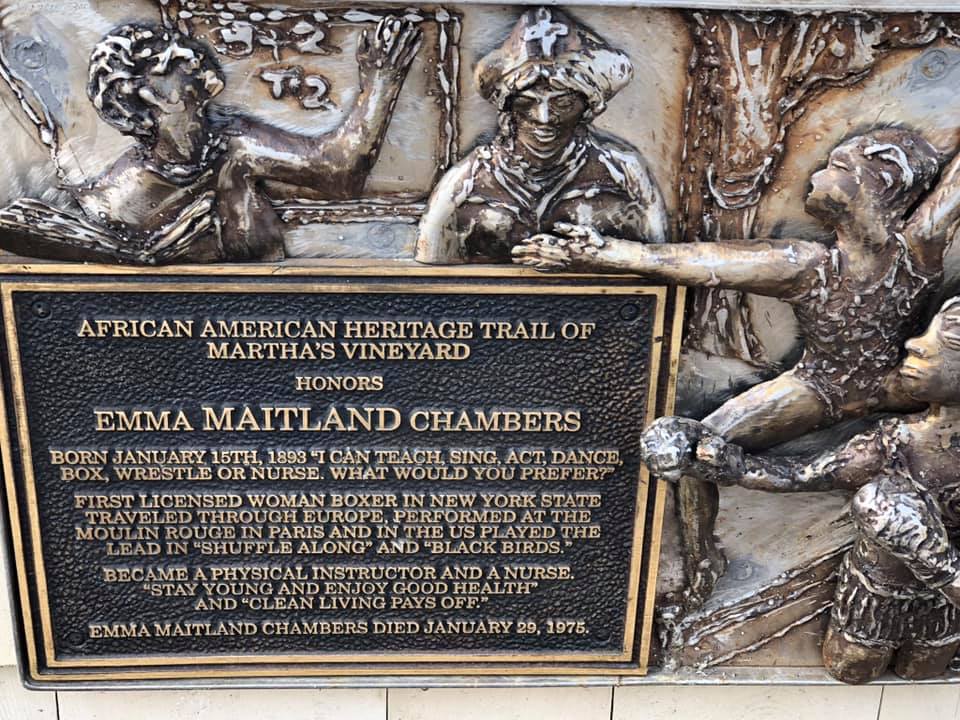 3+2
T2
AFRICAN AMERICAN HERITAGE TRAIL OF
MARTHA'S VINEYARD
HONORS
EMMA MAITLAND CHAMBERS
BORN JANUARY 15TH, 1893 "I CAN TEACH, SING, ACT, DANCE,
BOX, WRESTLE OR NURSE. WHAT WOULD YOU PREFER?"
FIRST LICENSED WOMAN BOXER IN NEW YORK STATE
TRAVELED THROUGH EUROPE, PERFORMED AT THE
MOULIN ROUGE IN PARIS AND IN THE US PLAYED THE
LEAD IN "SHUFFLE ALONG" AND "BLACK BIRDS."
BECAME A PHYSICAL INSTRUCTOR AND A NURSE.
"STAY YOUNG AND ENJOY GOOD HEALTH"
AND "CLEAN LIVING PAYS OFF."
EMMA MAITLAND CHAMBERS DIED JANUARY 29, 1975.